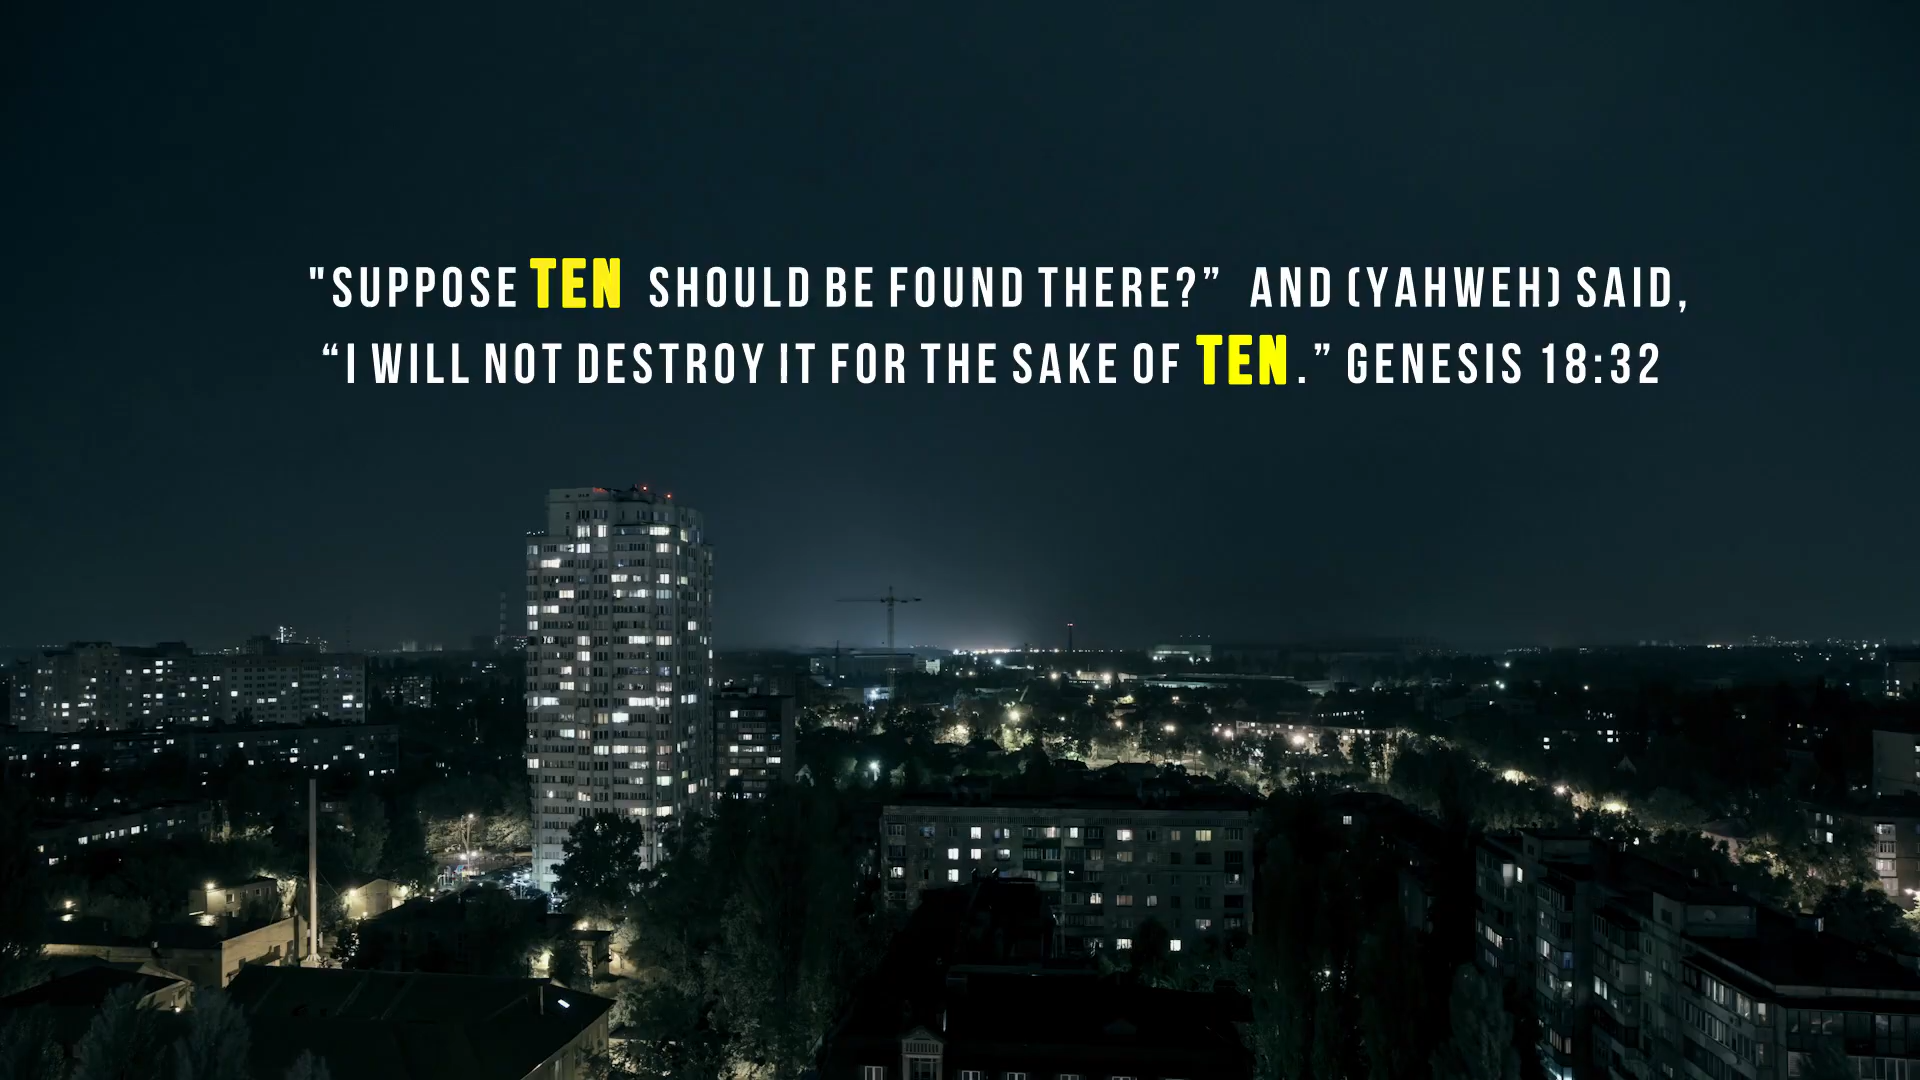 "SUPPOSE TEN SHOULD BE FOUND THERE?” AND (YAHWEH) SAID,
“I WILL NOT DESTROY IT FOR THE SAKE OF TEN.” GENESIS 18:32